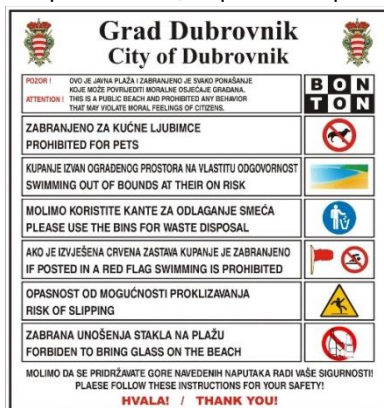 Grad Dubrovnik
City of Dubrovnik
POZOR ! OVO JE JAVNA PLAŽA I ZABRANJENO JE SVAKO PONAŠANJE
KOJE MOŽE POVRIJEDITI MORALNE OSJEĆAJE GRAĐANA.
ATTENTION ! THIS IS A PUBLIC BEACH AND PROHIBITED ANY BEHAVIOR
THAT MAY VIOLATE MORAL FEELINGS OF CITIZENS.
BON
TON
ZABRANJENO ZA KUĆNE LJUBIMCE
PROHIBITED FOR PETS
KUPANJE IZVAN OGRAĐENOG PROSTORA NA VLASTITU ODGOVORNOST
SWIMMING OUT OF BOUNDS AT THEIR ON RISK
MOLIMO KORISTITE KANTE ZA ODLAGANJE SMEĆA
PLEASE USE THE BINS FOR WASTE DISPOSAL
AKO JE IZVJEŠENA CRVENA ZASTAVA KUPANJE JE ZABRANJENO
IF POSTED IN A RED FLAG SWIMMING IS PROHIBITED
OPASNOST OD MOGUĆNOSTI PROKLIZAVANJA
RISK OF SLIPPING
ZABRANA UNOŠENJA STAKLA NA PLAŽU
FORBIDEN TO BRING GLASS ON THE BEACH
MOLIMO DA SE PRIDRŽAVATE GORE NAVEDENIH NAPUTAKA RADI VAŠE SIGURNOSTI!
PLAESE FOLLOW THESE INSTRUCTIONS FOR YOUR SAFETY!
HVALA! / THANK YOU!